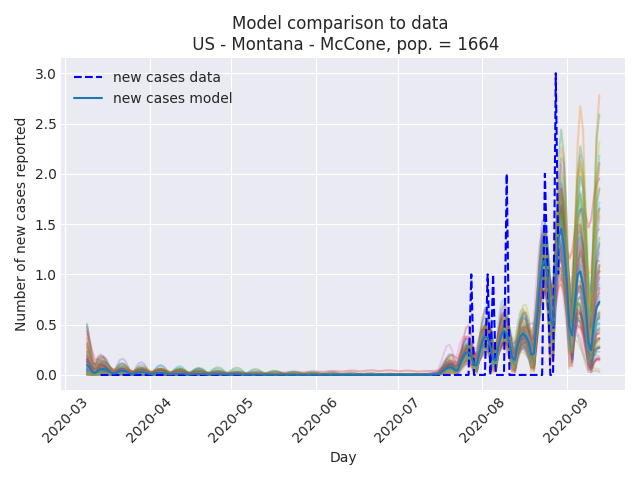 Model comparison to data
US - Montana - McCone, pop. = 1664
new cases data
new cases model
Number of new cases reported
3.0
2.5
2.0
1.5
1.0
0.5
0.0
2020-03
2020-04
2020-05
2020-06
2020-07
2020-08
2020-09
Day